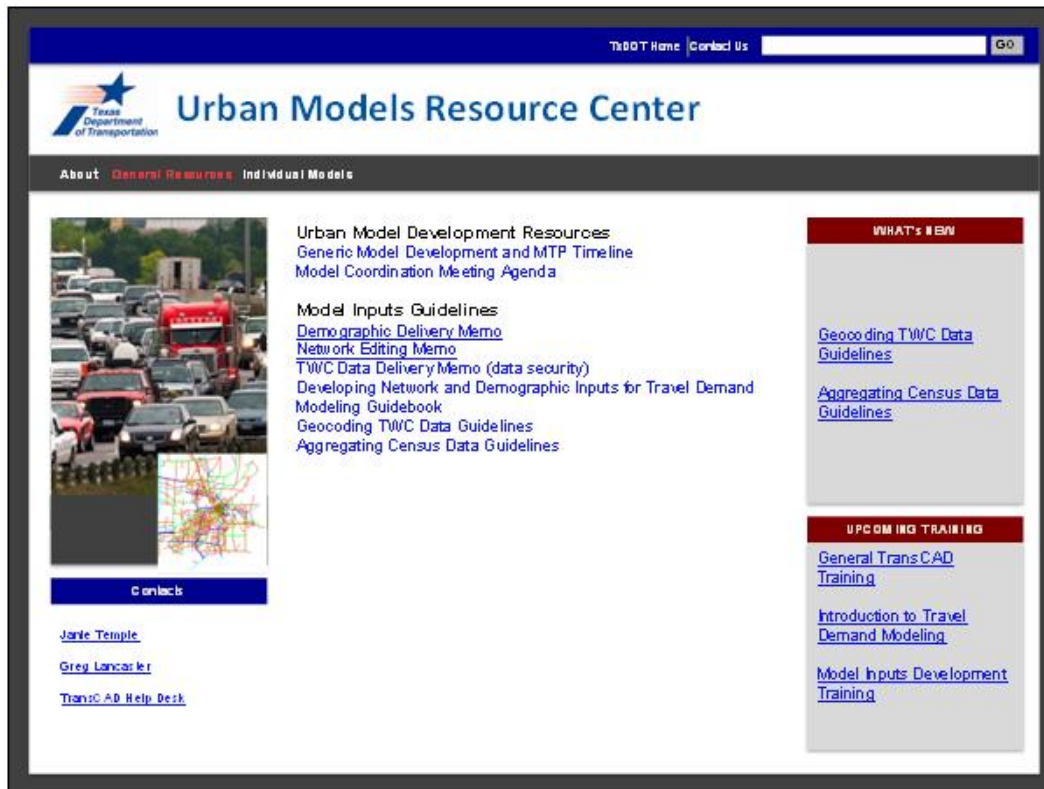 TxDOT Home Contact Us GO
Texas
Department
of Transportation
Urban Models Resource Center
About General Resources Individual Models
Urban Model Development Resources
Generic Model Development and MTP Timeline
Model Coordination Meeting Agenda
Model Inputs Guidelines
Demographic Delivery Memo
Network Editing Memo
TWC Data Delivery Memo (data security)
Developing Network and Demographic Inputs for Travel Demand
Modeling Guidebook
Geocoding TWC Data Guidelines
Aggregating Census Data Guidelines
Contacts
Janie Temple
Greg Lancaster
TransCAD Help Desk
WHAT's NEW
Geocoding TWC Data
Guidelines
Aggregating Census Data
Guidelines
UPCOMING TRAINING
General TransCAD
Training
Introduction to Travel
Demand Modeling
Model Inputs Development
Training